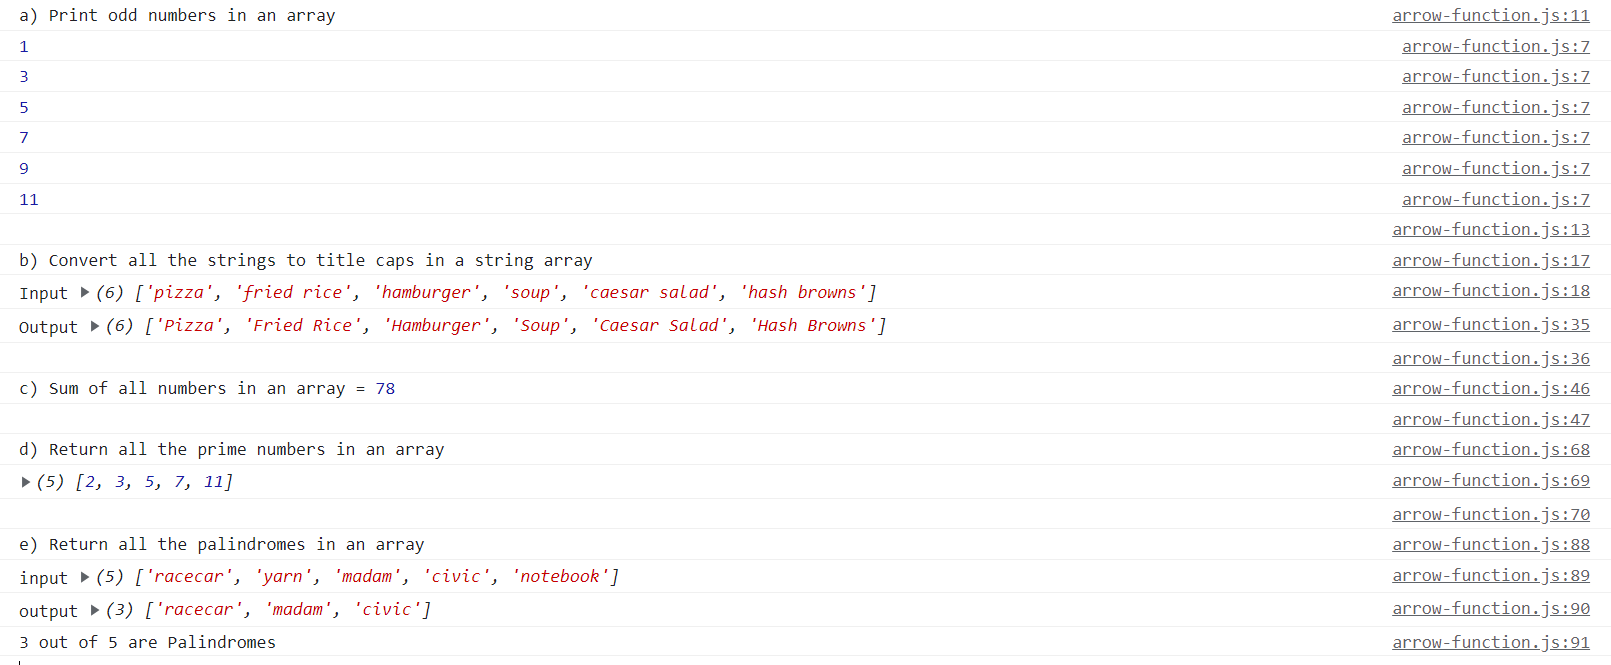 a) Print odd numbers in an array arrow-function.js:11
1 arrow-function.js:7
3 arrow-function.js:7
5 arrow-function.js:7
7 arrow-function.js:7
9 arrow-function.js:7
11 arrow-function.js:7
arrow-function.js:13
b) Convert all the strings to title caps in a string array arrow-function.js:17
Input ▶(6) ['pizza', 'fried rice', 'hamburger', 'soup', 'caesar salad', 'hash browns'] arrow-function.js:18
Output ▶(6) ['Pizza', 'Fried Rice', 'Hamburger', 'Soup', 'Caesar Salad', 'Hash Browns'] arrow-function.js:35
arrow-function.js:36
c) Sum of all numbers in an array = 78 arrow-function.js:46
arrow-function.js:47
d) Return all the prime numbers in an array arrow-function.js:68
▶(5) [2, 3, 5, 7, 11] arrow-function.js:69
arrow-function.js:70
e) Return all the palindromes in an array arrow-function.js:88
input ▶(5) ['racecar', 'yarn', 'madam', 'civic', 'notebook'] arrow-function.js:89
output ▶(3) ['racecar', 'madam', 'civic'] arrow-function.js:90
3 out of 5 are Palindromes arrow-function.js:91